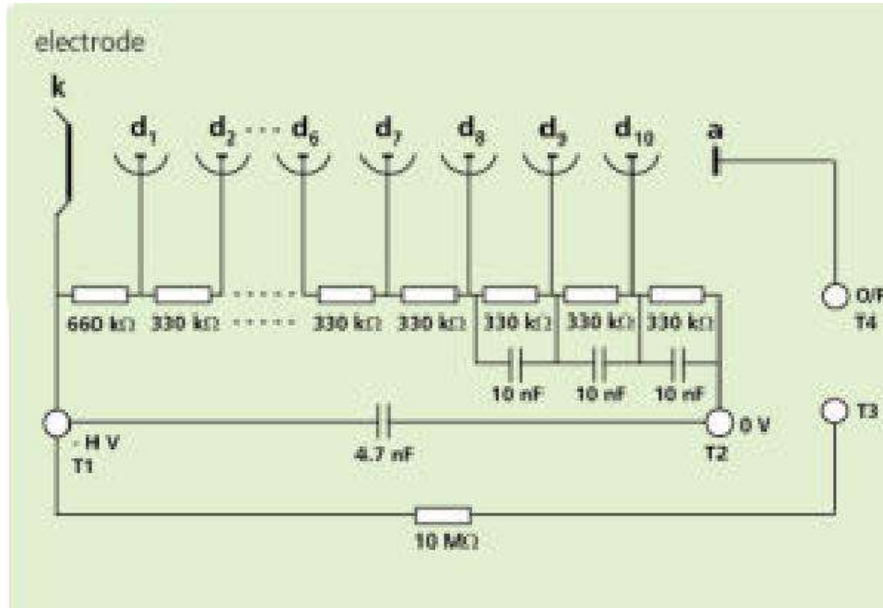 electrode
k
d1 d2 d6 d7 d8 d9 d10 a
660 kΩ 330 kΩ 330 kΩ 330 kΩ 330 kΩ 330 kΩ 330 kΩ
O/P
T4
10 nF 10 nF 10 nF
T3
- H V
T1
4.7 nF
0 V
T2
10 MΩ